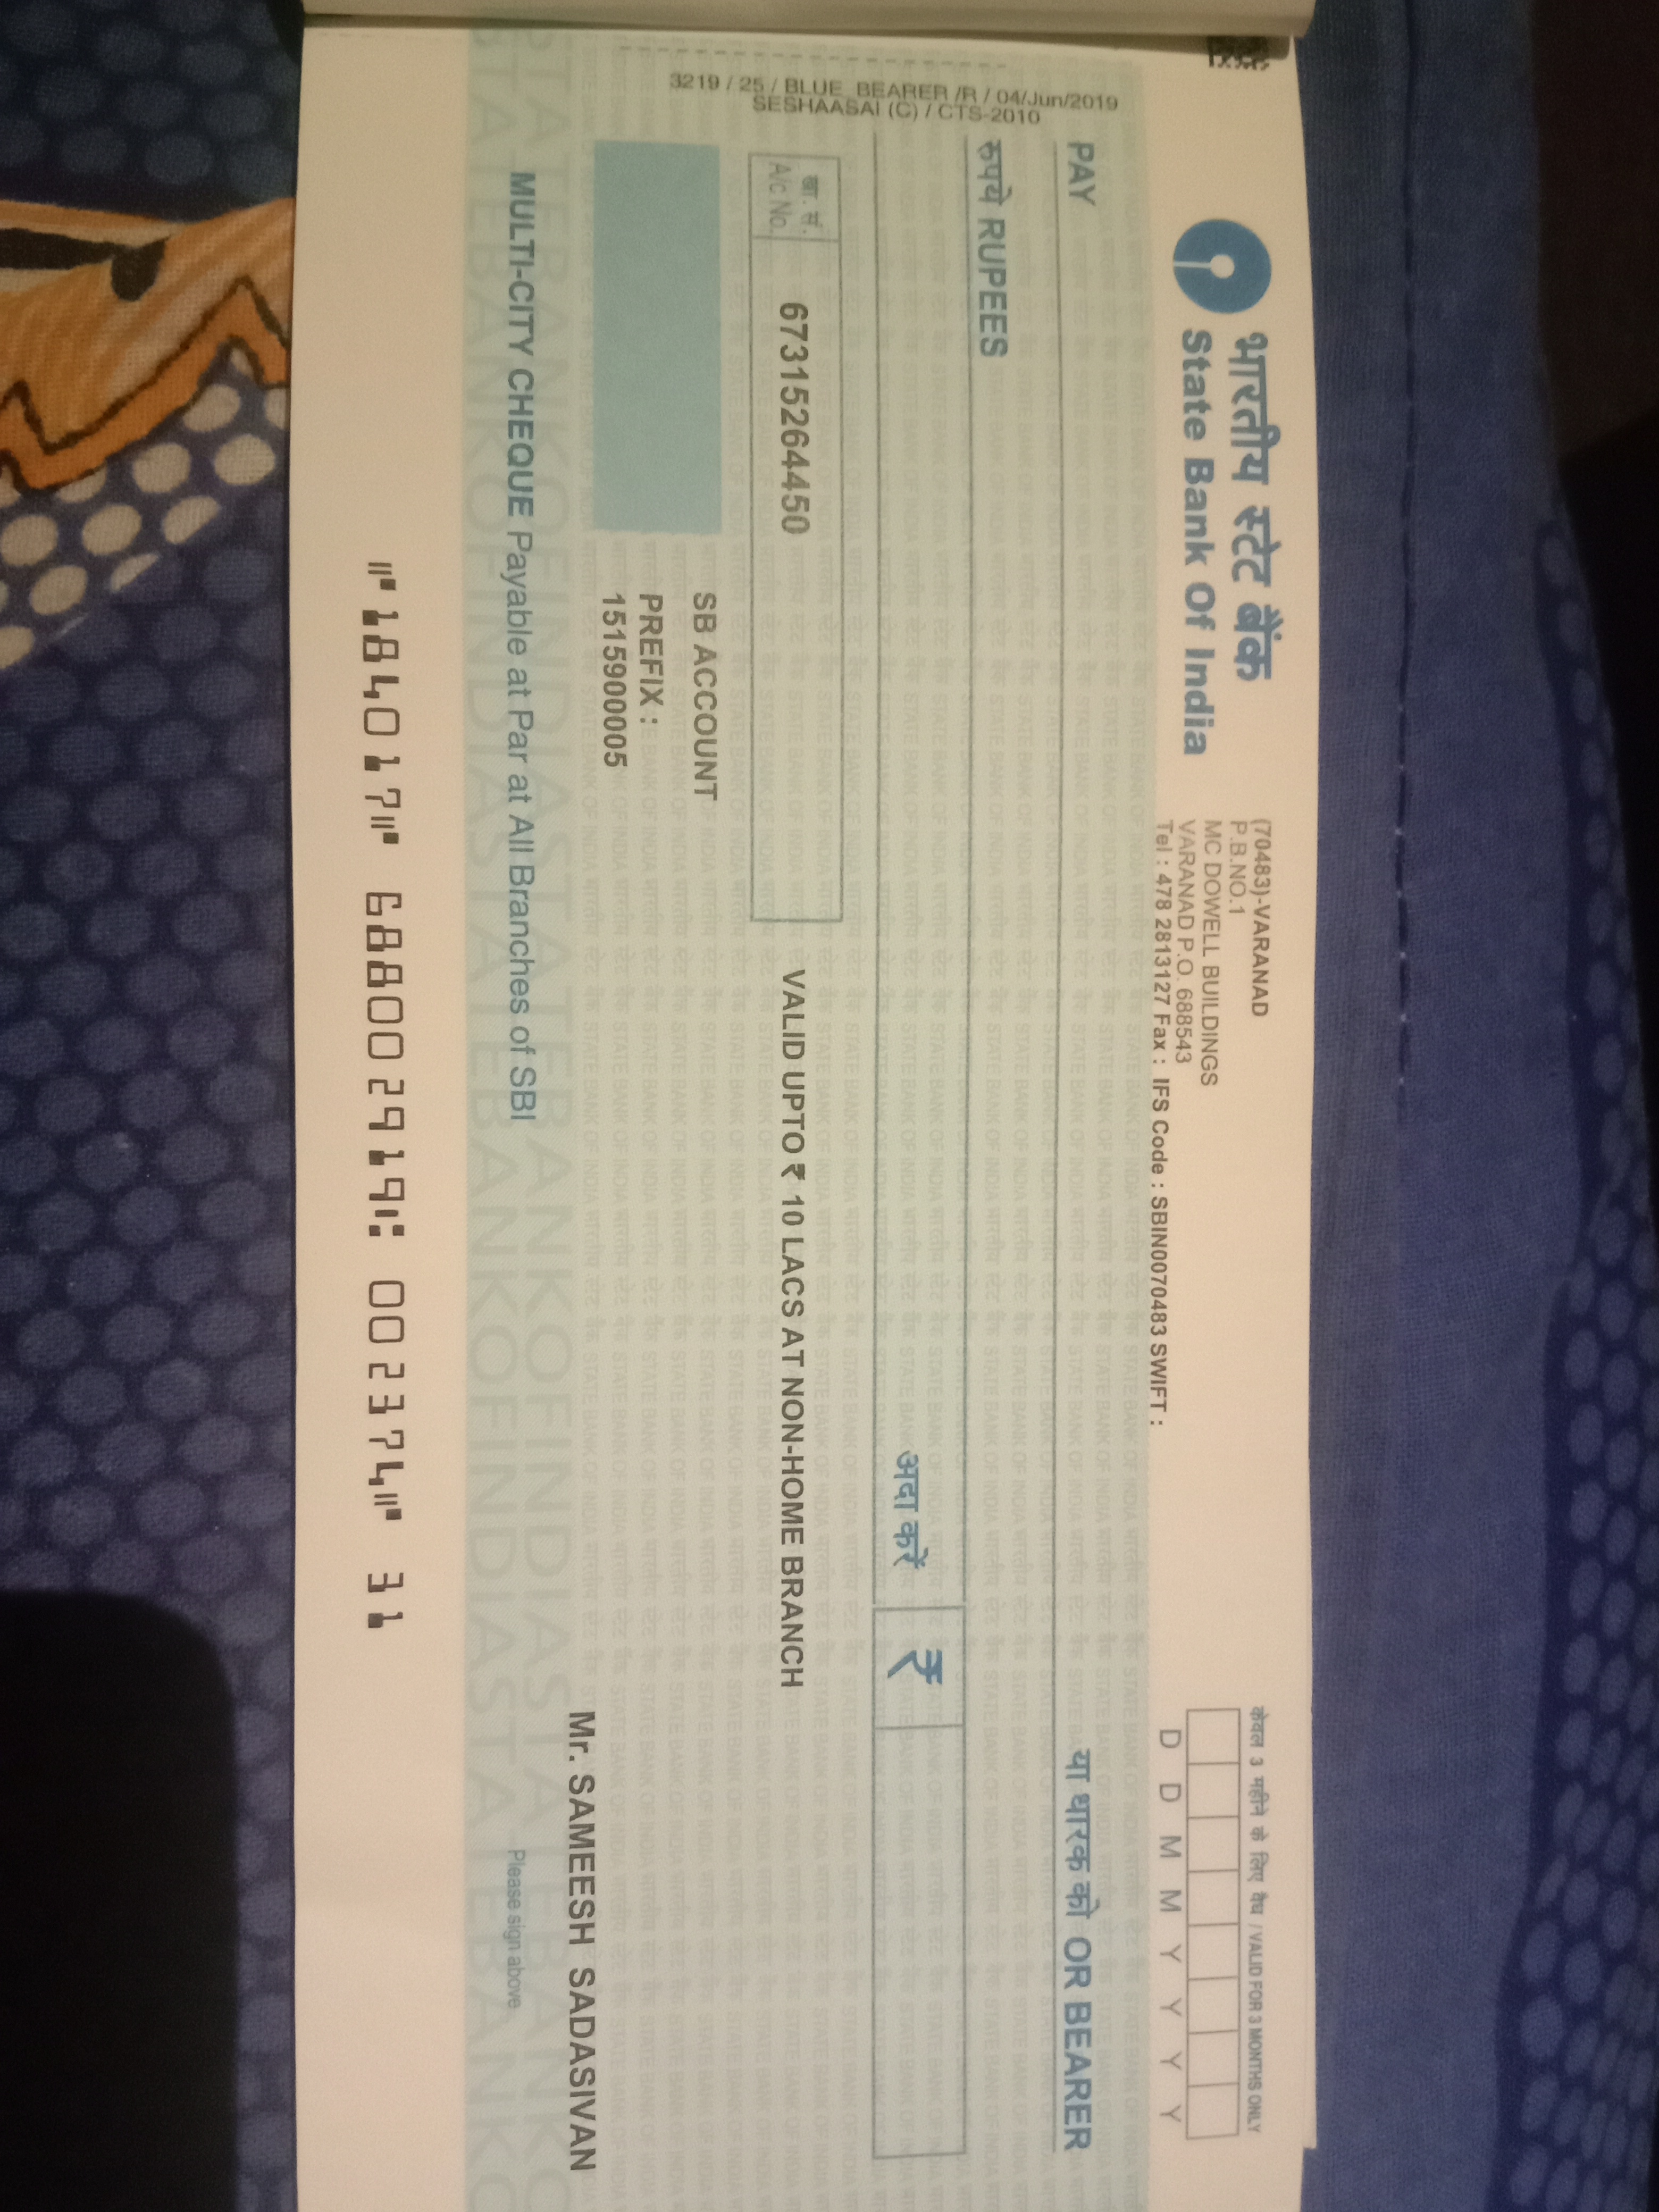 भारतीय स्टेट बैंक
State Bank Of India
(70483)-VARANAD
P.B.NO.1
MC DOWELL BUILDINGS
VARANAD P.O. 688543
Tel : 478 2813127 Fax : IFS Code : SBIN0070483 SWIFT :
केवल 3 महीने के लिए वैध / VALID FOR 3 MONTHS ONLY
D D M M Y Y Y Y
PAY
या धारक को OR BEARER
रुपये RUPEES
अदा करें
₹
खा. सं.
A/c No.
67315264450
VALID UPTO ₹ 10 LACS AT NON-HOME BRANCH
SB ACCOUNT
PREFIX :
1515900005
Mr. SAMEESH SADASIVAN
MULTI-CITY CHEQUE Payable at Par at All Branches of SBI
Please sign above
⑈184017⑈ 688002919⑆ 002374⑈ 31
3219 / 25 / BLUE_BEARER /R / 04/Jun/2019
SESHAASAI (C) / CTS-2010